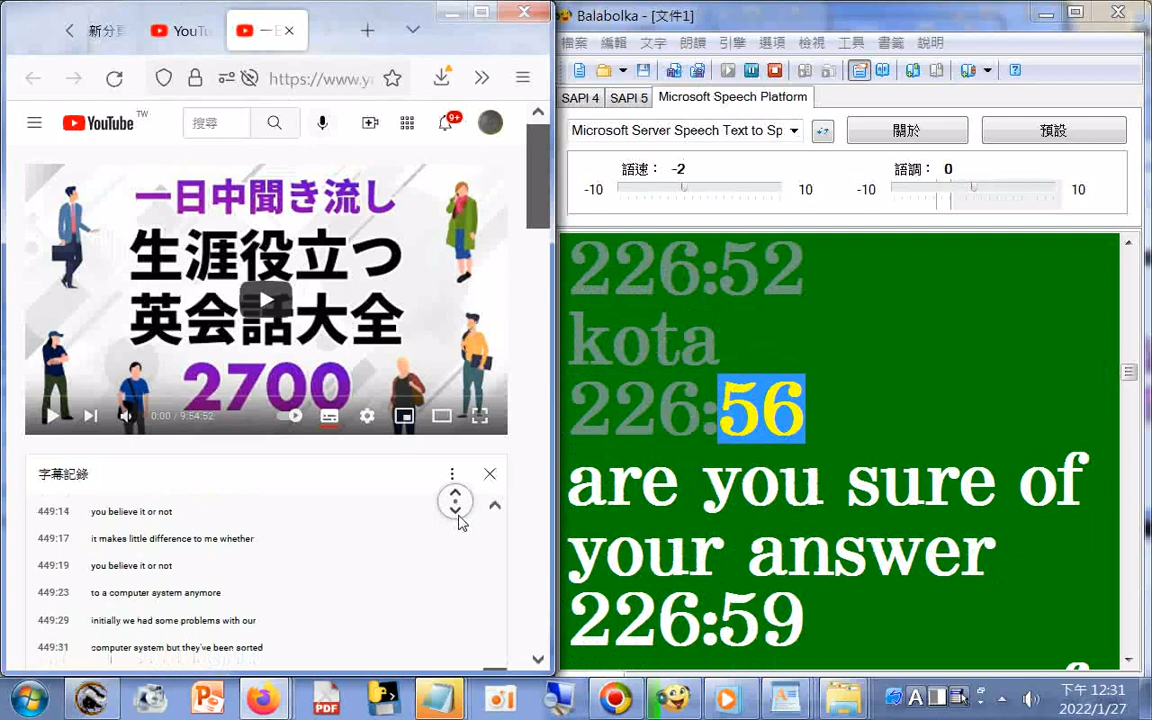 新分頁
YouTu
一E
https://www.y
YouTube
TW
搜尋
9+
一日中聞き流し
生涯役立つ
英会話大全
2700
0:00 / 9:54:52
字幕記錄
449:14 you believe it or not
449:17 it makes little difference to me whether
449:19 you believe it or not
449:23 to a computer system anymore
449:29 initially we had some problems with our
449:31 computer system but they've been sorted
Balabolka - [文件1]
檔案 編輯 文字 朗讀 引擎 選項 檢視 工具 書籤 說明
SAPI 4 SAPI 5 Microsoft Speech Platform
Microsoft Server Speech Text to Sp
關於
預設
語速： -2
-10 10
語調： 0
-10 10
226:52
kota
226:56
are you sure of
your answer
226:59
PDF
A
下午 12:31
2022/1/27